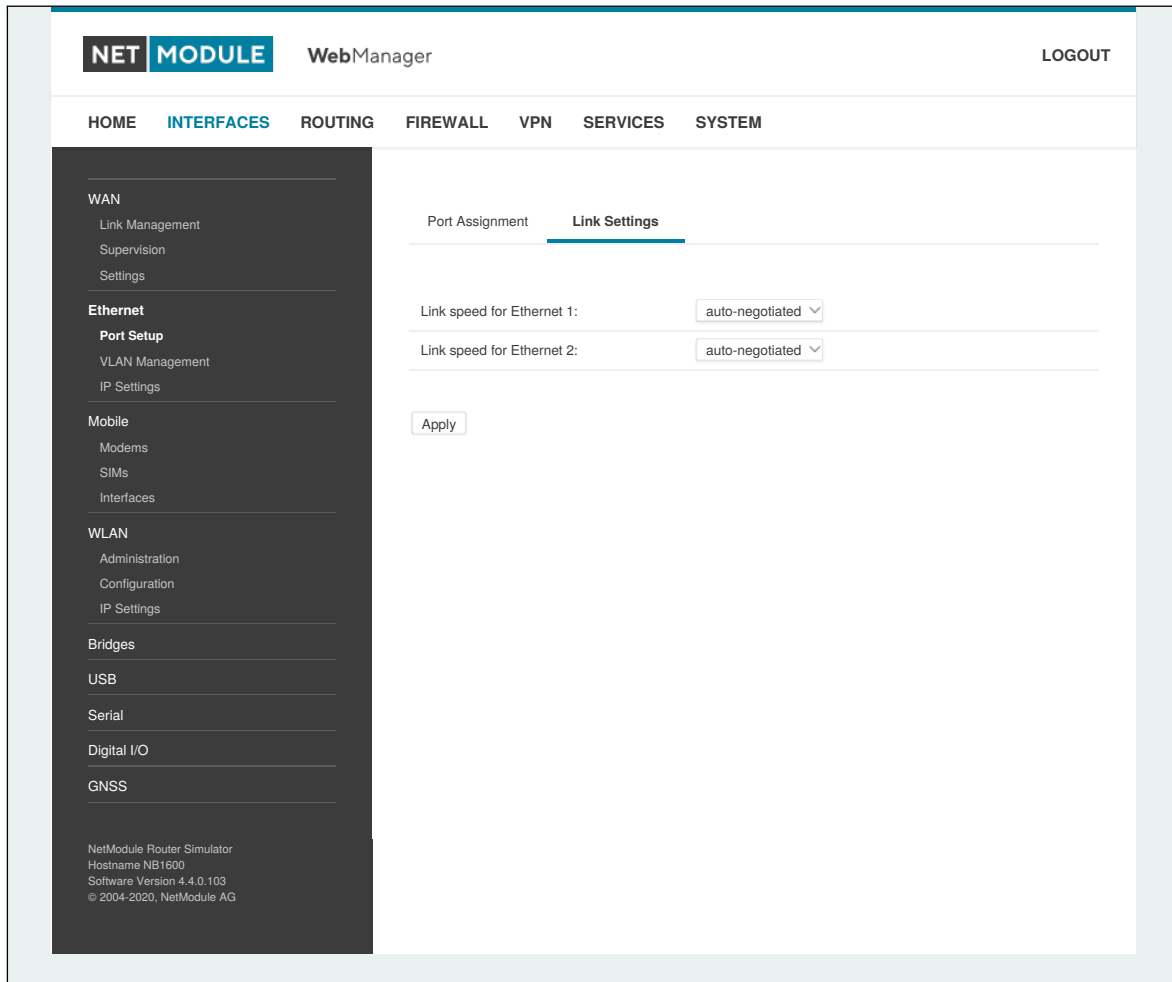 NET MODULE WebManager LOGOUT
HOME INTERFACES ROUTING FIREWALL VPN SERVICES SYSTEM
WAN
Link Management
Supervision
Settings
Ethernet
Port Setup
VLAN Management
IP Settings
Mobile
Modems
SIMs
Interfaces
WLAN
Administration
Configuration
IP Settings
Bridges
USB
Serial
Digital I/O
GNSS
NetModule Router Simulator
Hostname NB1600
Software Version 4.4.0.103
© 2004-2020, NetModule AG
Port Assignment Link Settings
Link speed for Ethernet 1: auto-negotiated
Link speed for Ethernet 2: auto-negotiated
Apply